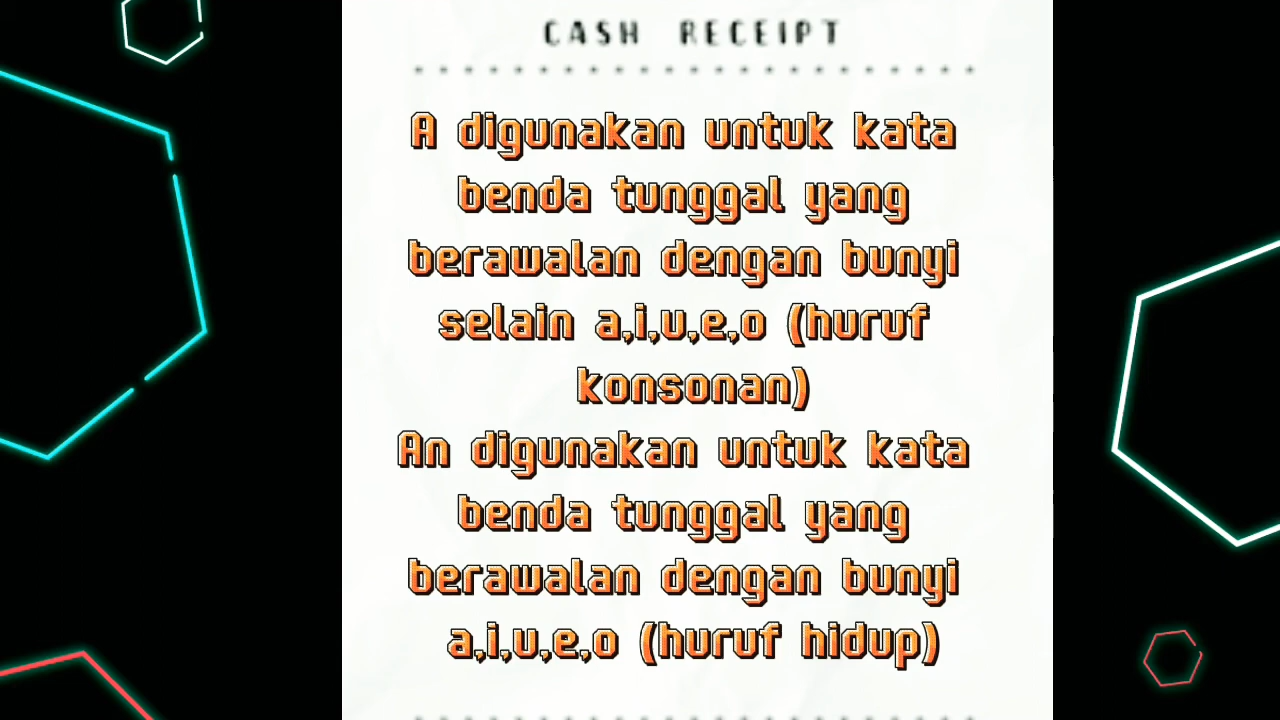 CASH RECEIPT
A digunakan untuk kata
benda tunggal yang
berawalan dengan bunyi
selain a,i,u,e,o (huruf
konsonan)
An digunakan untuk kata
benda tunggal yang
berawalan dengan bunyi
a,i,u,e,o (huruf hidup)